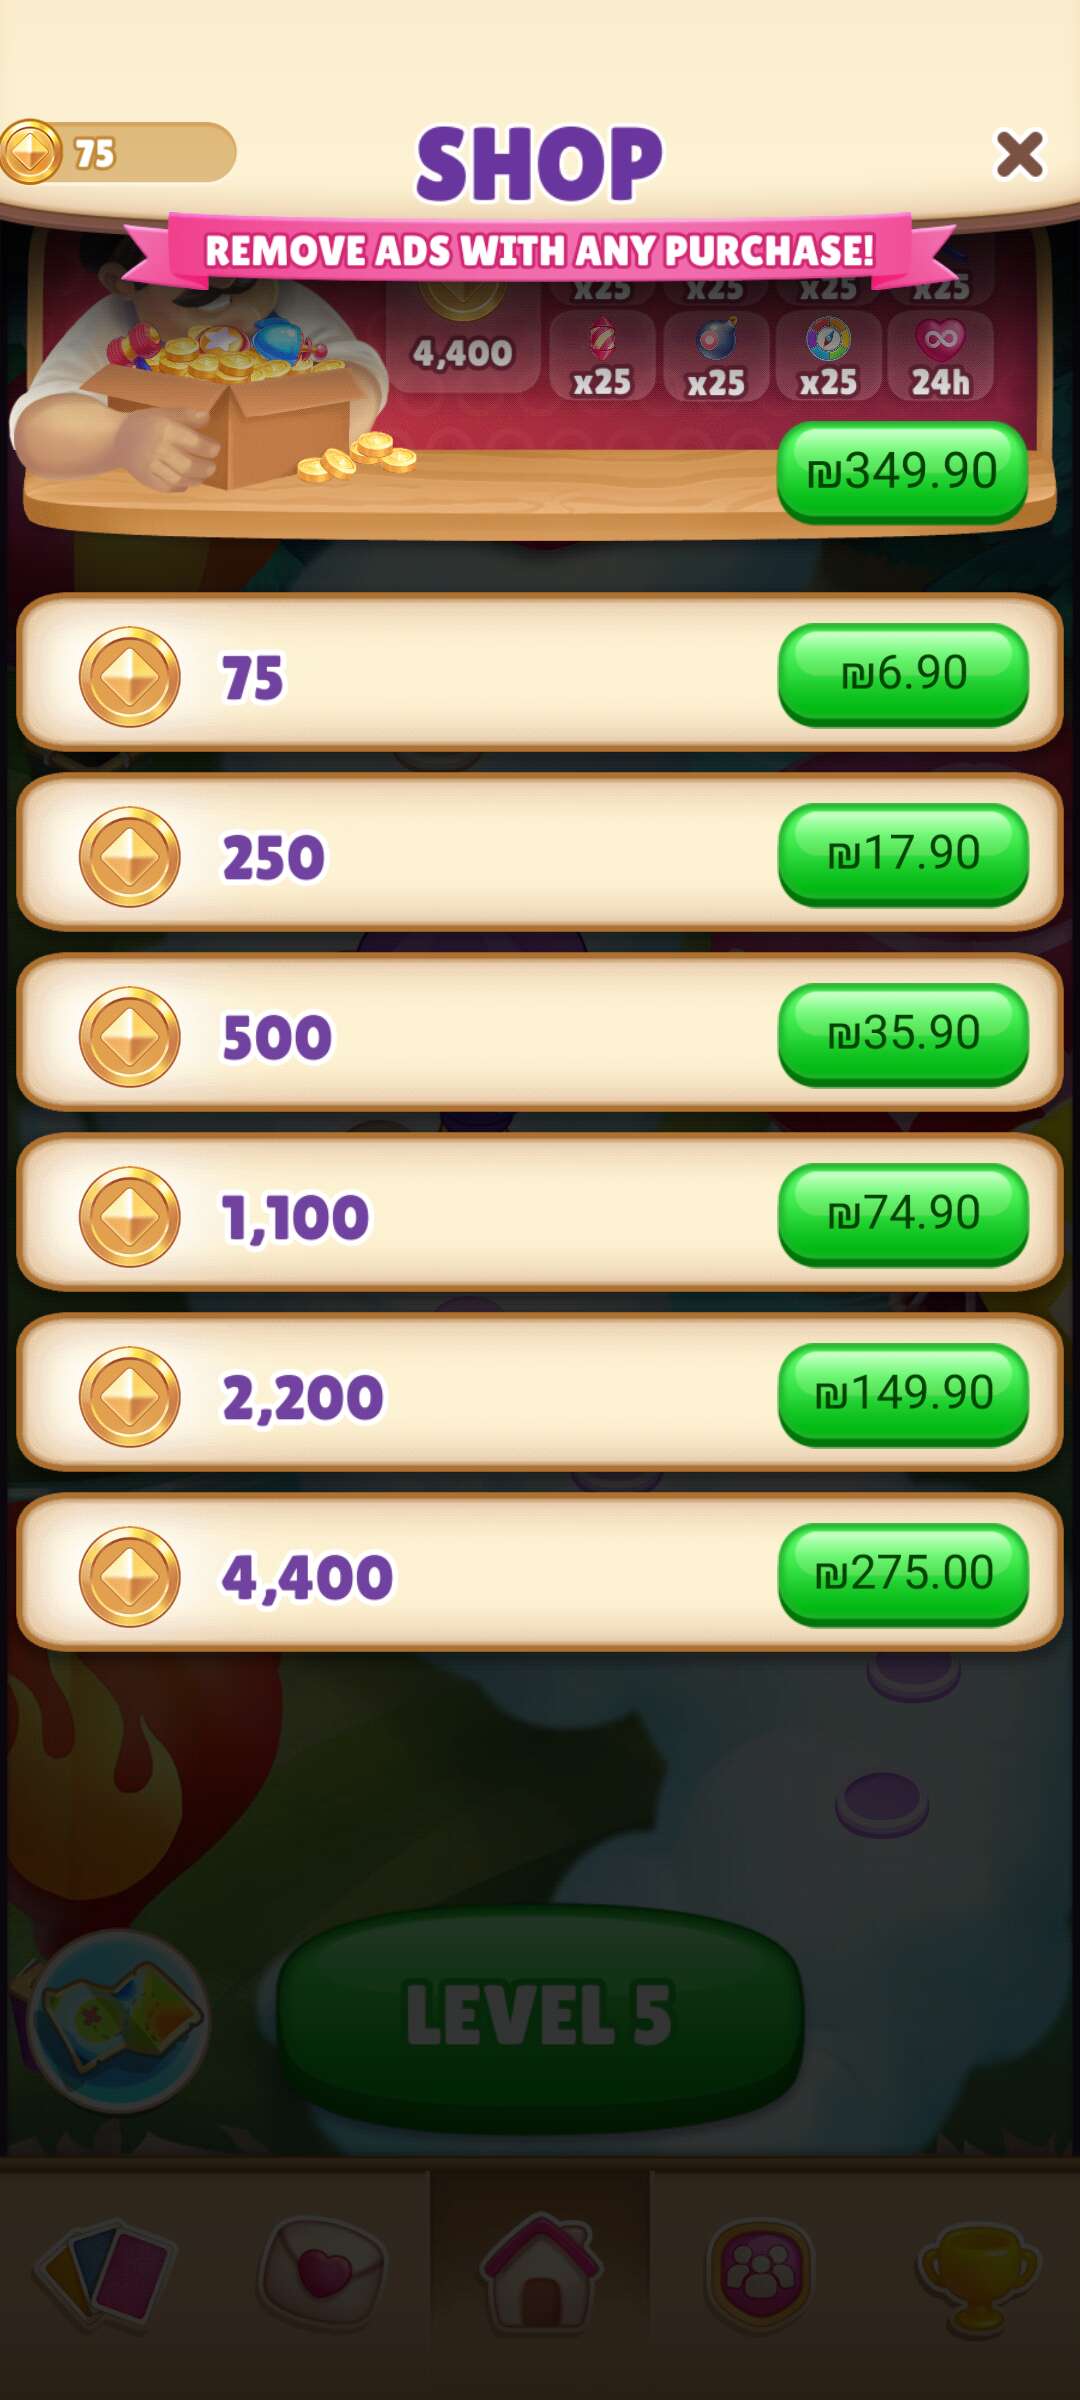 75
SHOP
REMOVE ADS WITH ANY PURCHASE!
x25 x25 x25 x25
4,400
x25 x25 x25 24h
₪349.90
75 ₪6.90
250 ₪17.90
500 ₪35.90
1,100 ₪74.90
2,200 ₪149.90
4,400 ₪275.00
LEVEL 5